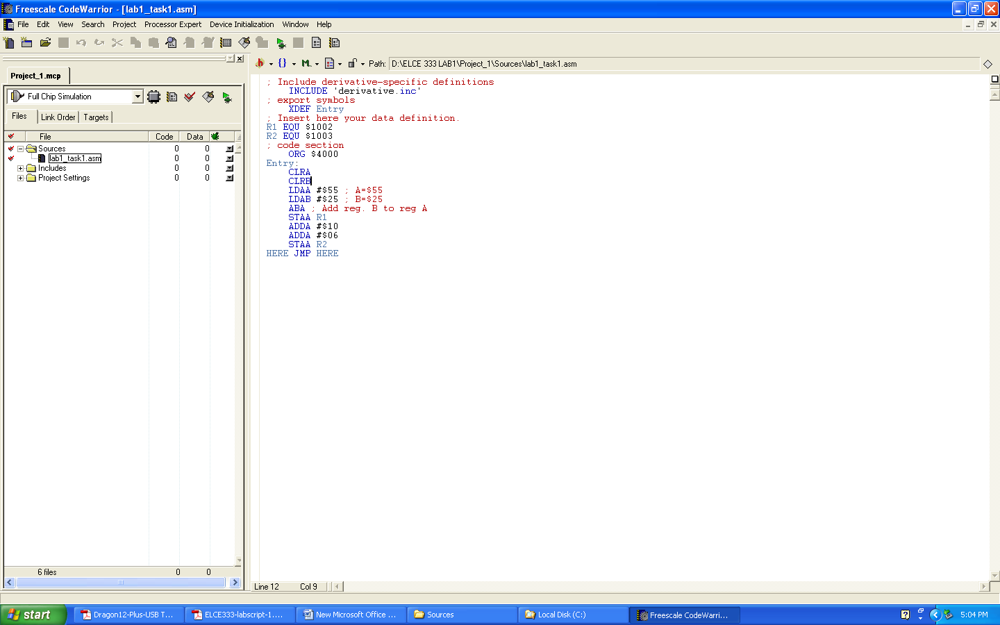 Freescale CodeWarrior - [lab1_task1.asm]
File Edit View Search Project Processor Expert Device Initialization Window Help
Path: D:\ELCE 333 LAB1\Project_1\Sources\lab1_task1.asm
Project_1.mcp
Full Chip Simulation
Files Link Order Targets
File Code Data
Sources 0 0
lab1_task1.asm 0 0
Includes 0 0
Project Settings 0 0
6 files 0 0
; Include derivative-specific definitions
INCLUDE 'derivative.inc'
; export symbols
XDEF Entry
; Insert here your data definition.
R1 EQU $1002
R2 EQU $1003
; code section
ORG $4000
Entry:
CLRA
CLRB
LDAA #$55 ; A=$55
LDAB #$25 ; B=$25
ABA ; Add reg. B to reg A
STAA R1
ADDA #$10
ADDA #$06
STAA R2
HERE JMP HERE
Line 12 Col 9
start Dragon12-Plus-USB T... ELCE333-labscript-1.... New Microsoft Office ... Sources Local Disk (C:) Freescale CodeWarri... 5:04 PM